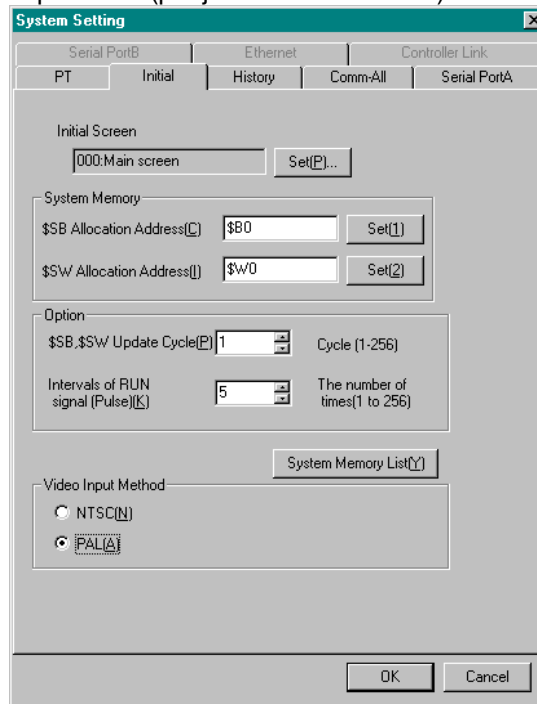 System Setting
Serial PortB Ethernet Controller Link
PT Initial History Comm-All Serial PortA
Initial Screen
000:Main screen Set(P)...
System Memory
$SB Allocation Address(C) $B0 Set(1)
$SW Allocation Address(I) $W0 Set(2)
Option
$SB,$SW Update Cycle(P) 1 Cycle (1-256)
Intervals of RUN
signal (Pulse)(K) 5 The number of
times(1 to 256)
System Memory List(Y)
Video Input Method
NTSC(N)
PAL(A)
OK Cancel